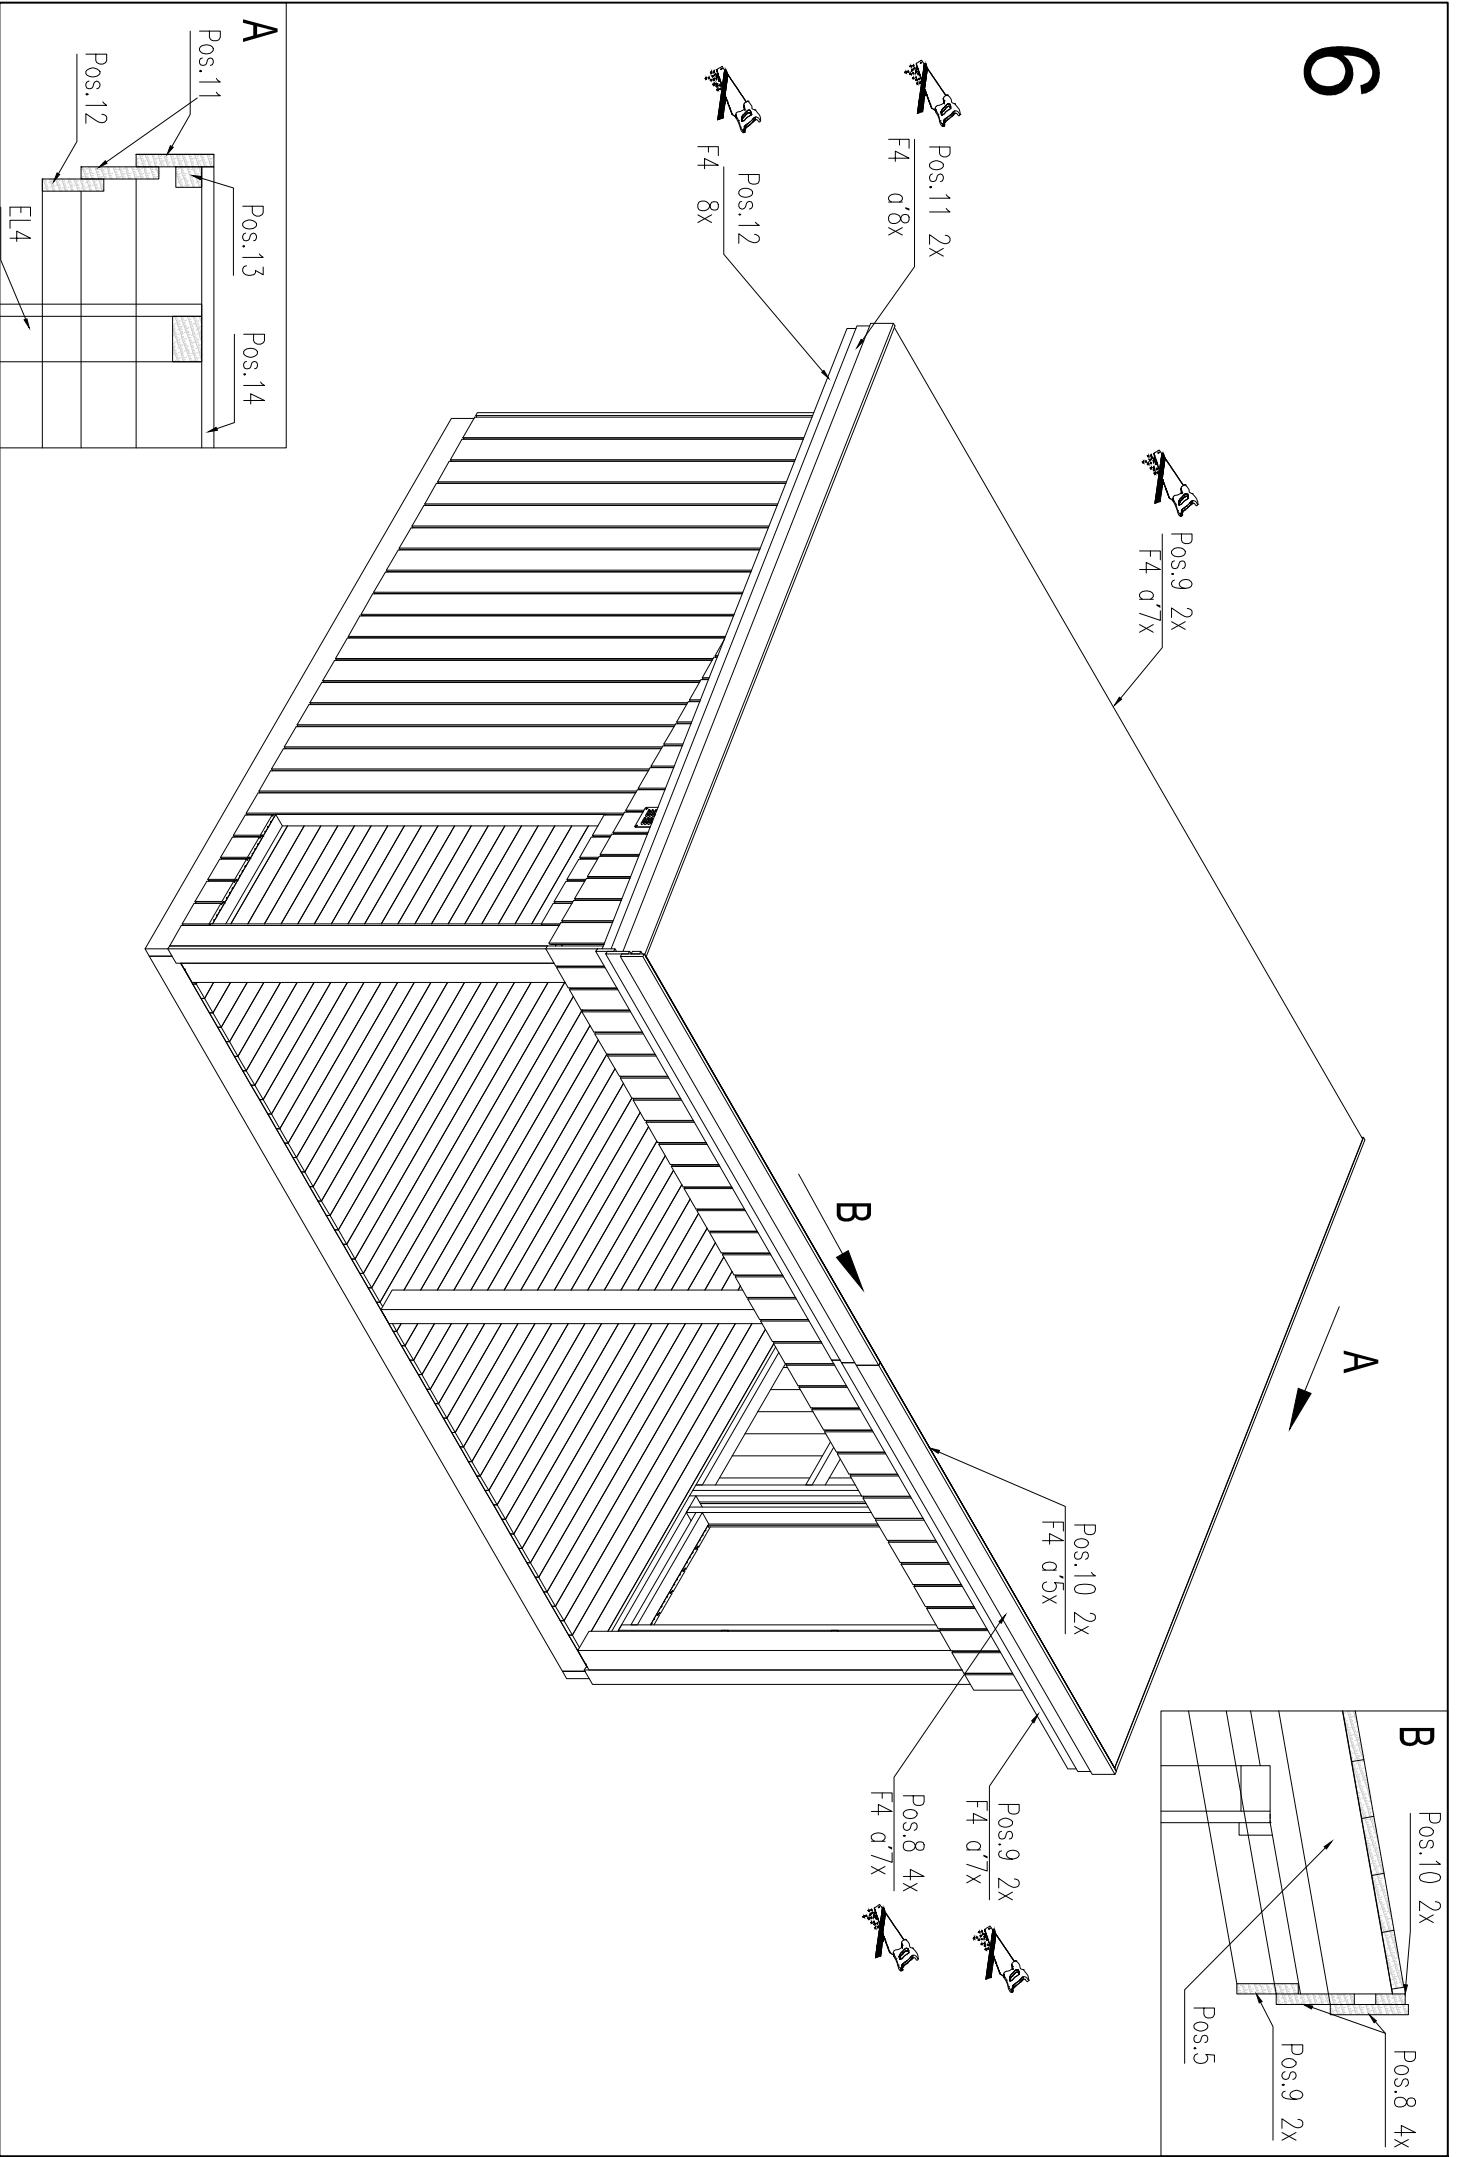 6
Pos.11 2x
F4 a'8x
Pos.12
F4 8x
Pos.9 2x
F4 a'7x
A
B
Pos.10 2x
F4 a'5x
Pos.9 2x
F4 a'7x
Pos.8 4x
F4 a'7x
B
Pos.10 2x
Pos.8 4x
Pos.9 2x
Pos.5
A
Pos.11
Pos.12
Pos.13
Pos.14
EL4